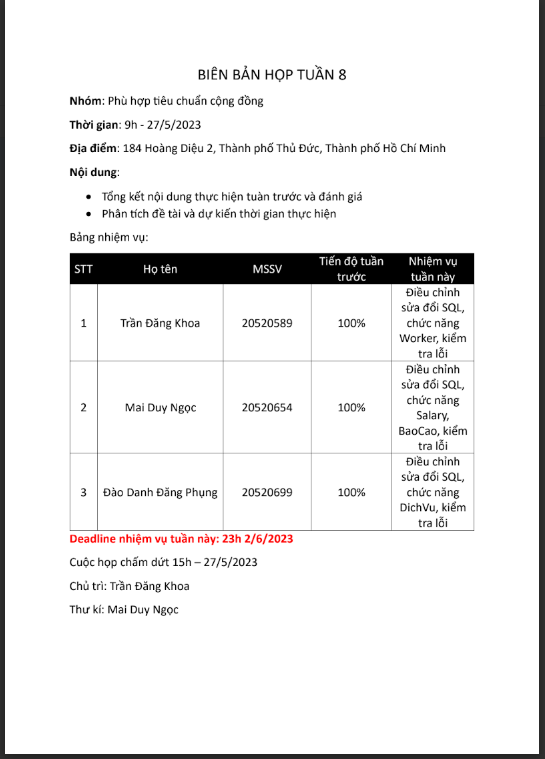 BIÊN BẢN HỌP TUẦN 8
Nhóm: Phù hợp tiêu chuẩn cộng đồng
Thời gian: 9h - 27/5/2023
Địa điểm: 184 Hoàng Diệu 2, Thành phố Thủ Đức, Thành phố Hồ Chí Minh
Nội dung:
• Tổng kết nội dung thực hiện tuàn trước và đánh giá
• Phân tích đề tài và dự kiến thời gian thực hiện
Bảng nhiệm vụ:
STT Họ tên MSSV Tiến độ tuần trước Nhiệm vụ tuần này
1 Trần Đăng Khoa 20520589 100% Điều chỉnh
sửa đổi SQL,
chức năng
Worker, kiểm
tra lỗi
2 Mai Duy Ngọc 20520654 100% Điều chỉnh
sửa đổi SQL,
chức năng
Salary,
BaoCao, kiểm
tra lỗi
3 Đào Danh Đăng Phụng 20520699 100% Điều chỉnh
sửa đổi SQL,
chức năng
DichVu, kiểm
tra lỗi
Deadline nhiệm vụ tuần này: 23h 2/6/2023
Cuộc họp chấm dứt 15h – 27/5/2023
Chủ trì: Trần Đăng Khoa
Thư kí: Mai Duy Ngọc